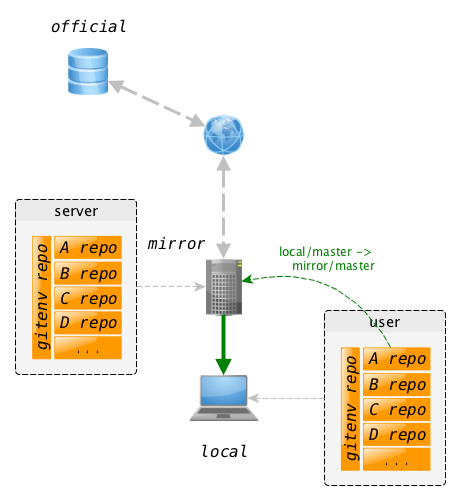 official
server
gitenv repo
A repo
B repo
C repo
D repo
...
mirror
local/master ->
mirror/master
user
gitenv repo
A repo
B repo
C repo
D repo
...
local